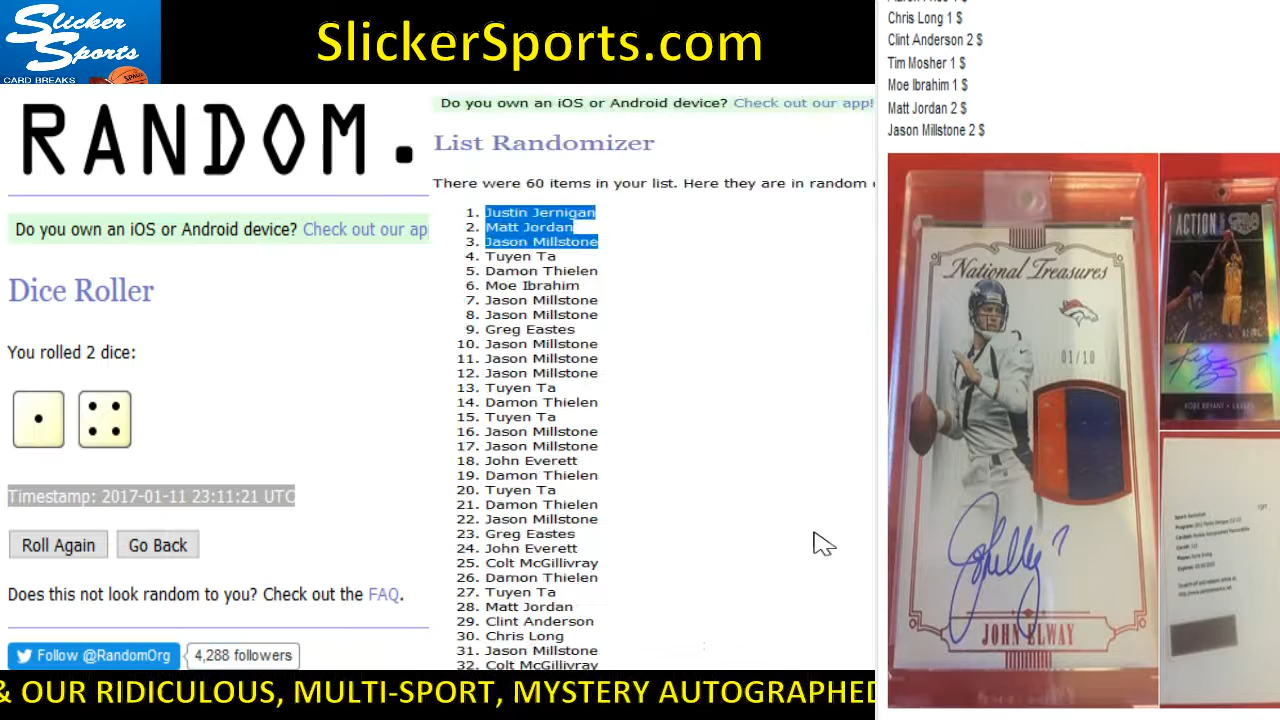 Slicker
Sports
CARD BREAKS
SlickerSports.com
RANDOM.
Do you own an iOS or Android device? Check out our ap
Dice Roller
You rolled 2 dice:
Timestamp: 2017-01-11 23:11:21 UTC
Roll Again
Go Back
Does this not look random to you? Check out the FAQ.
Follow @RandomOrg
4,288 followers
Do you own an iOS or Android device? Check out our app!
List Randomizer
There were 60 items in your list. Here they are in random
1. Justin Jernigan
2. Matt Jordan
3. Jason Millstone
4. Tuyen Ta
5. Damon Thielen
6. Moe Ibrahim
7. Jason Millstone
8. Jason Millstone
9. Greg Eastes
10. Jason Millstone
11. Jason Millstone
12. Jason Millstone
13. Tuyen Ta
14. Damon Thielen
15. Tuyen Ta
16. Jason Millstone
17. Jason Millstone
18. John Everett
19. Damon Thielen
20. Tuyen Ta
21. Damon Thielen
22. Jason Millstone
23. Greg Eastes
24. John Everett
25. Colt McGillivray
26. Damon Thielen
27. Tuyen Ta
28. Matt Jordan
29. Clint Anderson
30. Chris Long
31. Jason Millstone
32. Colt McGillivray
Chris Long 1 $
Clint Anderson 2 $
Tim Mosher 1 $
Moe Ibrahim 1 $
Matt Jordan 2 $
Jason Millstone 2 $
National Treasures
01/10
JOHN ELWAY
ACTION
KOBE BRYANT
& OUR RIDICULOUS, MULTI-SPORT, MYSTERY AUTOGRAPHED